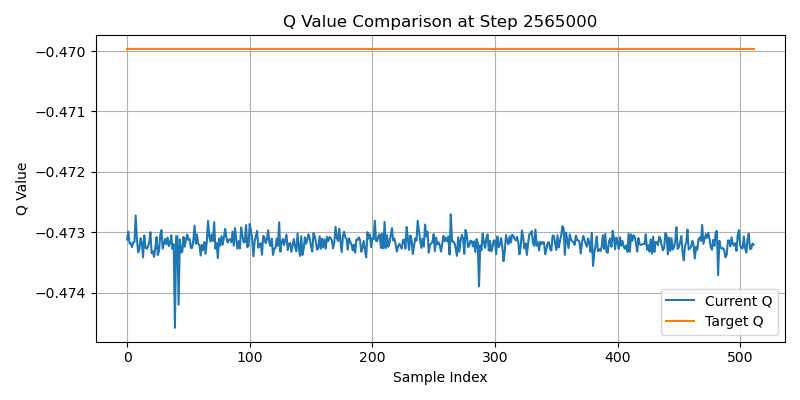 Q Value Comparison at Step 2565000
Q Value
−0.470
−0.471
−0.472
−0.473
−0.474
0
100
200
300
400
500
Sample Index
Current Q
Target Q